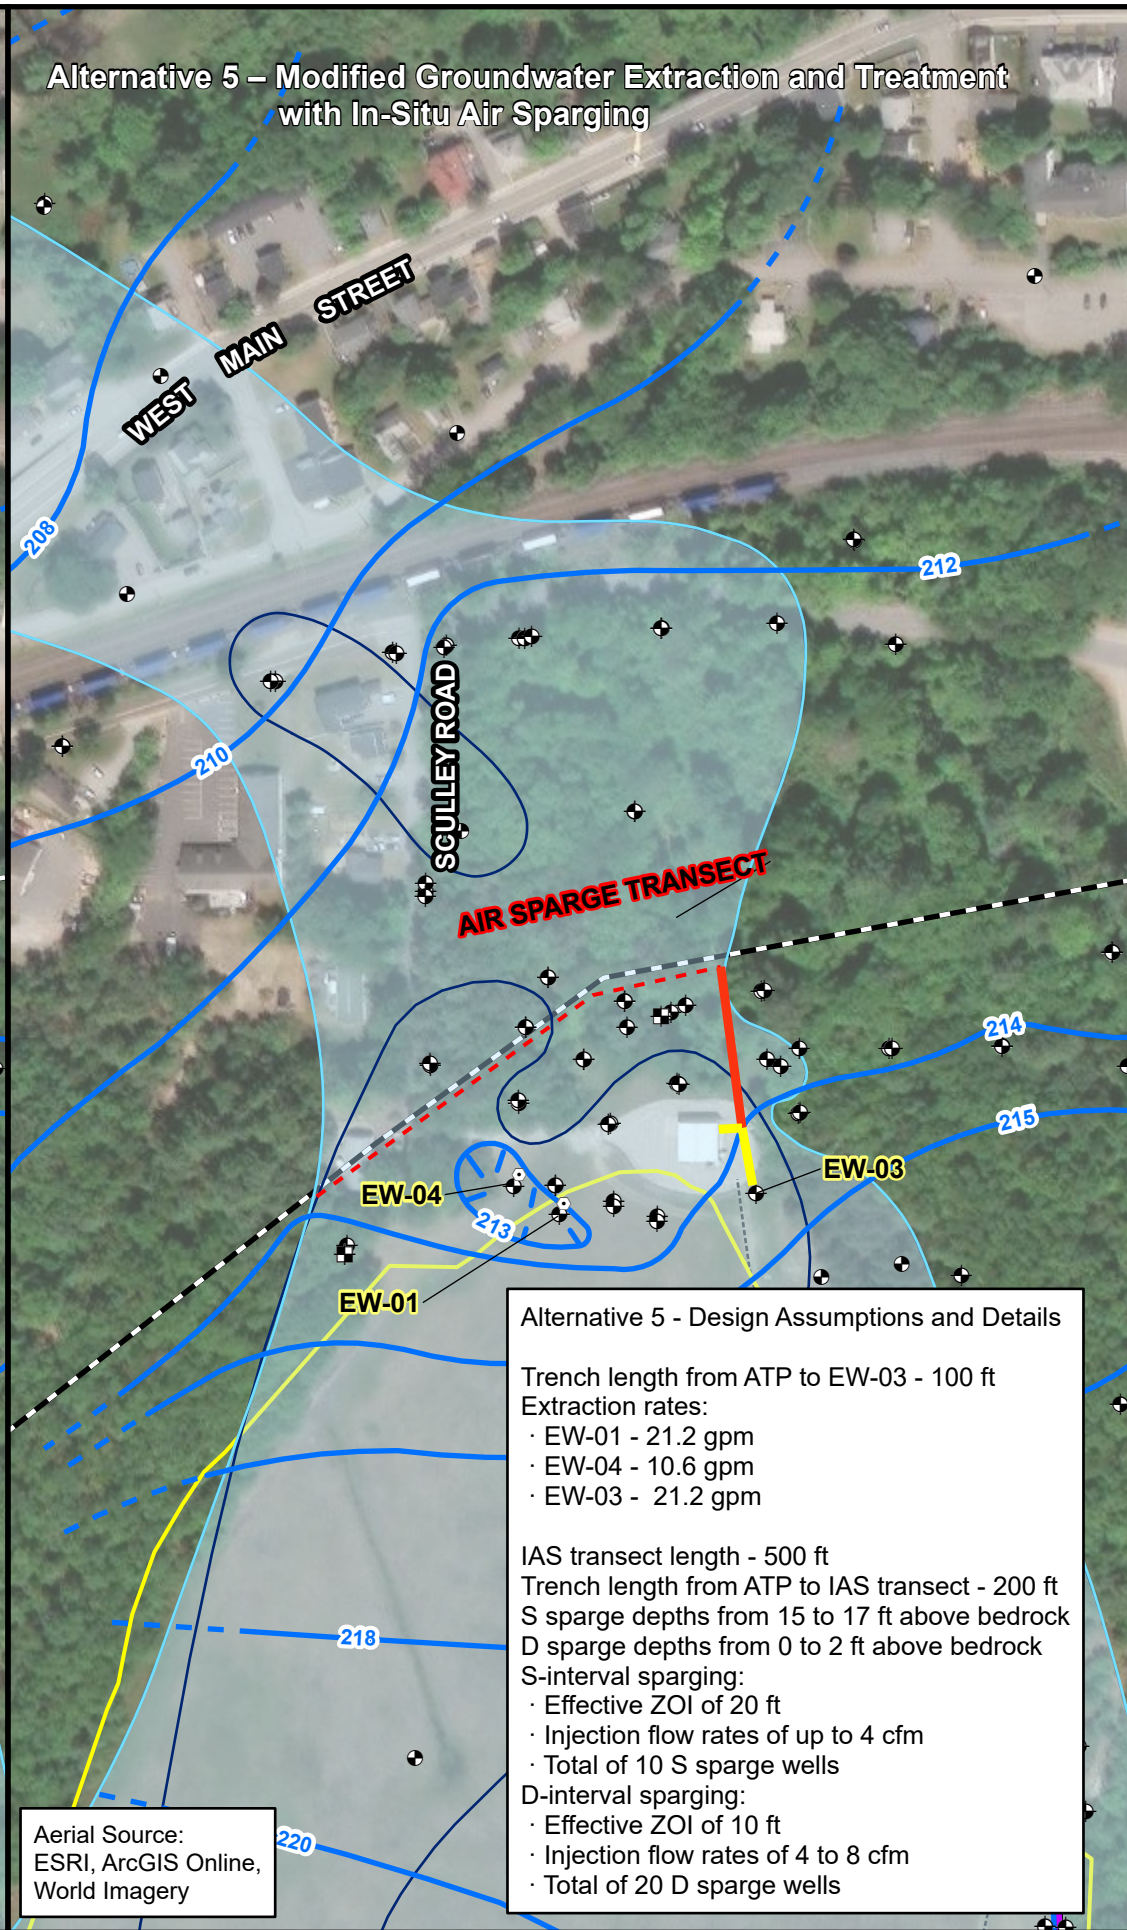 Alternative 5 – Modified Groundwater Extraction and Treatment
with In-Situ Air Sparging
WEST MAIN STREET
208
212
210
SCULLEY ROAD
AIR SPARGE TRANSECT
214
215
EW-03
EW-04
213
EW-01
218
220
Alternative 5 - Design Assumptions and Details
Trench length from ATP to EW-03 - 100 ft
Extraction rates:
· EW-01 - 21.2 gpm
· EW-04 - 10.6 gpm
· EW-03 -  21.2 gpm
IAS transect length - 500 ft
Trench length from ATP to IAS transect - 200 ft
S sparge depths from 15 to 17 ft above bedrock
D sparge depths from 0 to 2 ft above bedrock
S-interval sparging:
· Effective ZOI of 20 ft
· Injection flow rates of up to 4 cfm
· Total of 10 S sparge wells
D-interval sparging:
· Effective ZOI of 10 ft
· Injection flow rates of 4 to 8 cfm
· Total of 20 D sparge wells
Aerial Source:
ESRI, ArcGIS Online,
World Imagery